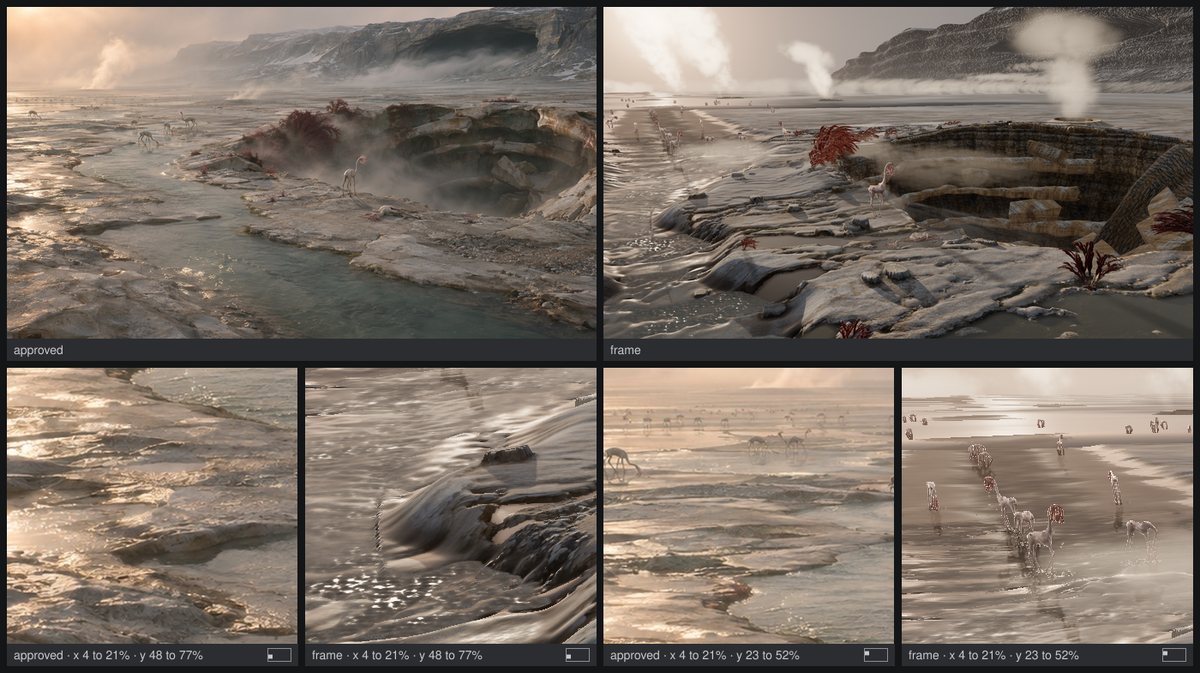 approved
frame
approved · x 4 to 21% · y 48 to 77%
frame · x 4 to 21% · y 48 to 77%
approved · x 4 to 21% · y 23 to 52%
frame · x 4 to 21% · y 23 to 52%